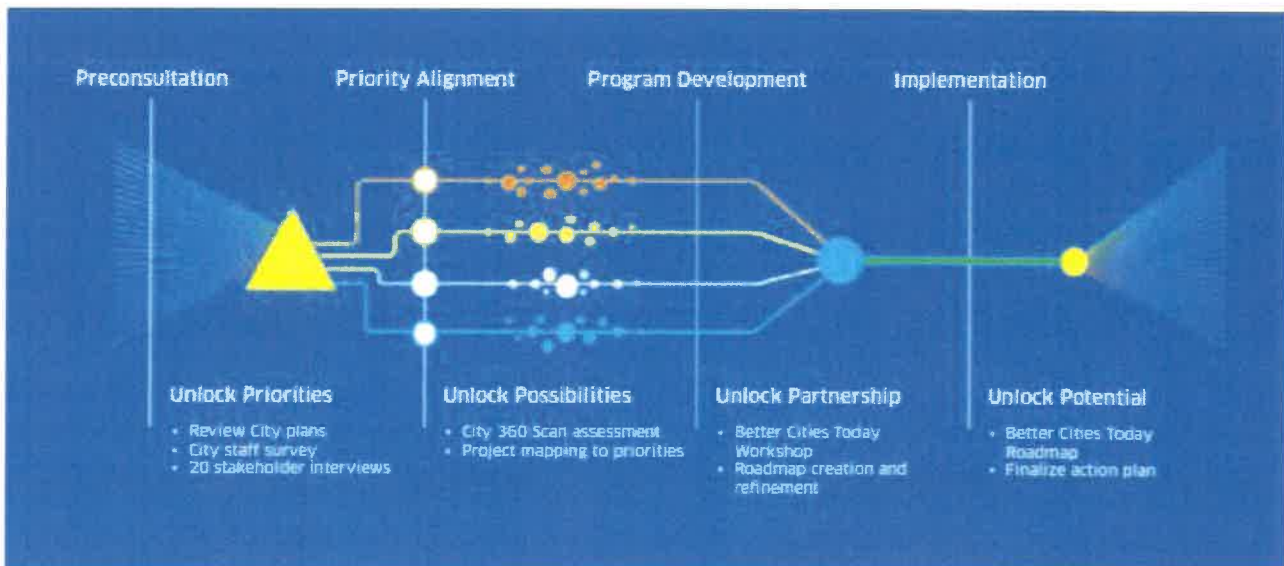 Preconsultation
Priority Alignment
Program Development
Implementation
Unlock Priorities
• Review City plans
• City staff survey
• 20 stakeholder interviews
Unlock Possibilities
• City 360 Scan assessment
• Project mapping to priorities
Unlock Partnership
• Better Cities Today
Workshop
• Roadmap creation and
refinement
Unlock Potential
• Better Cities Today
Roadmap
• Finalize action plan